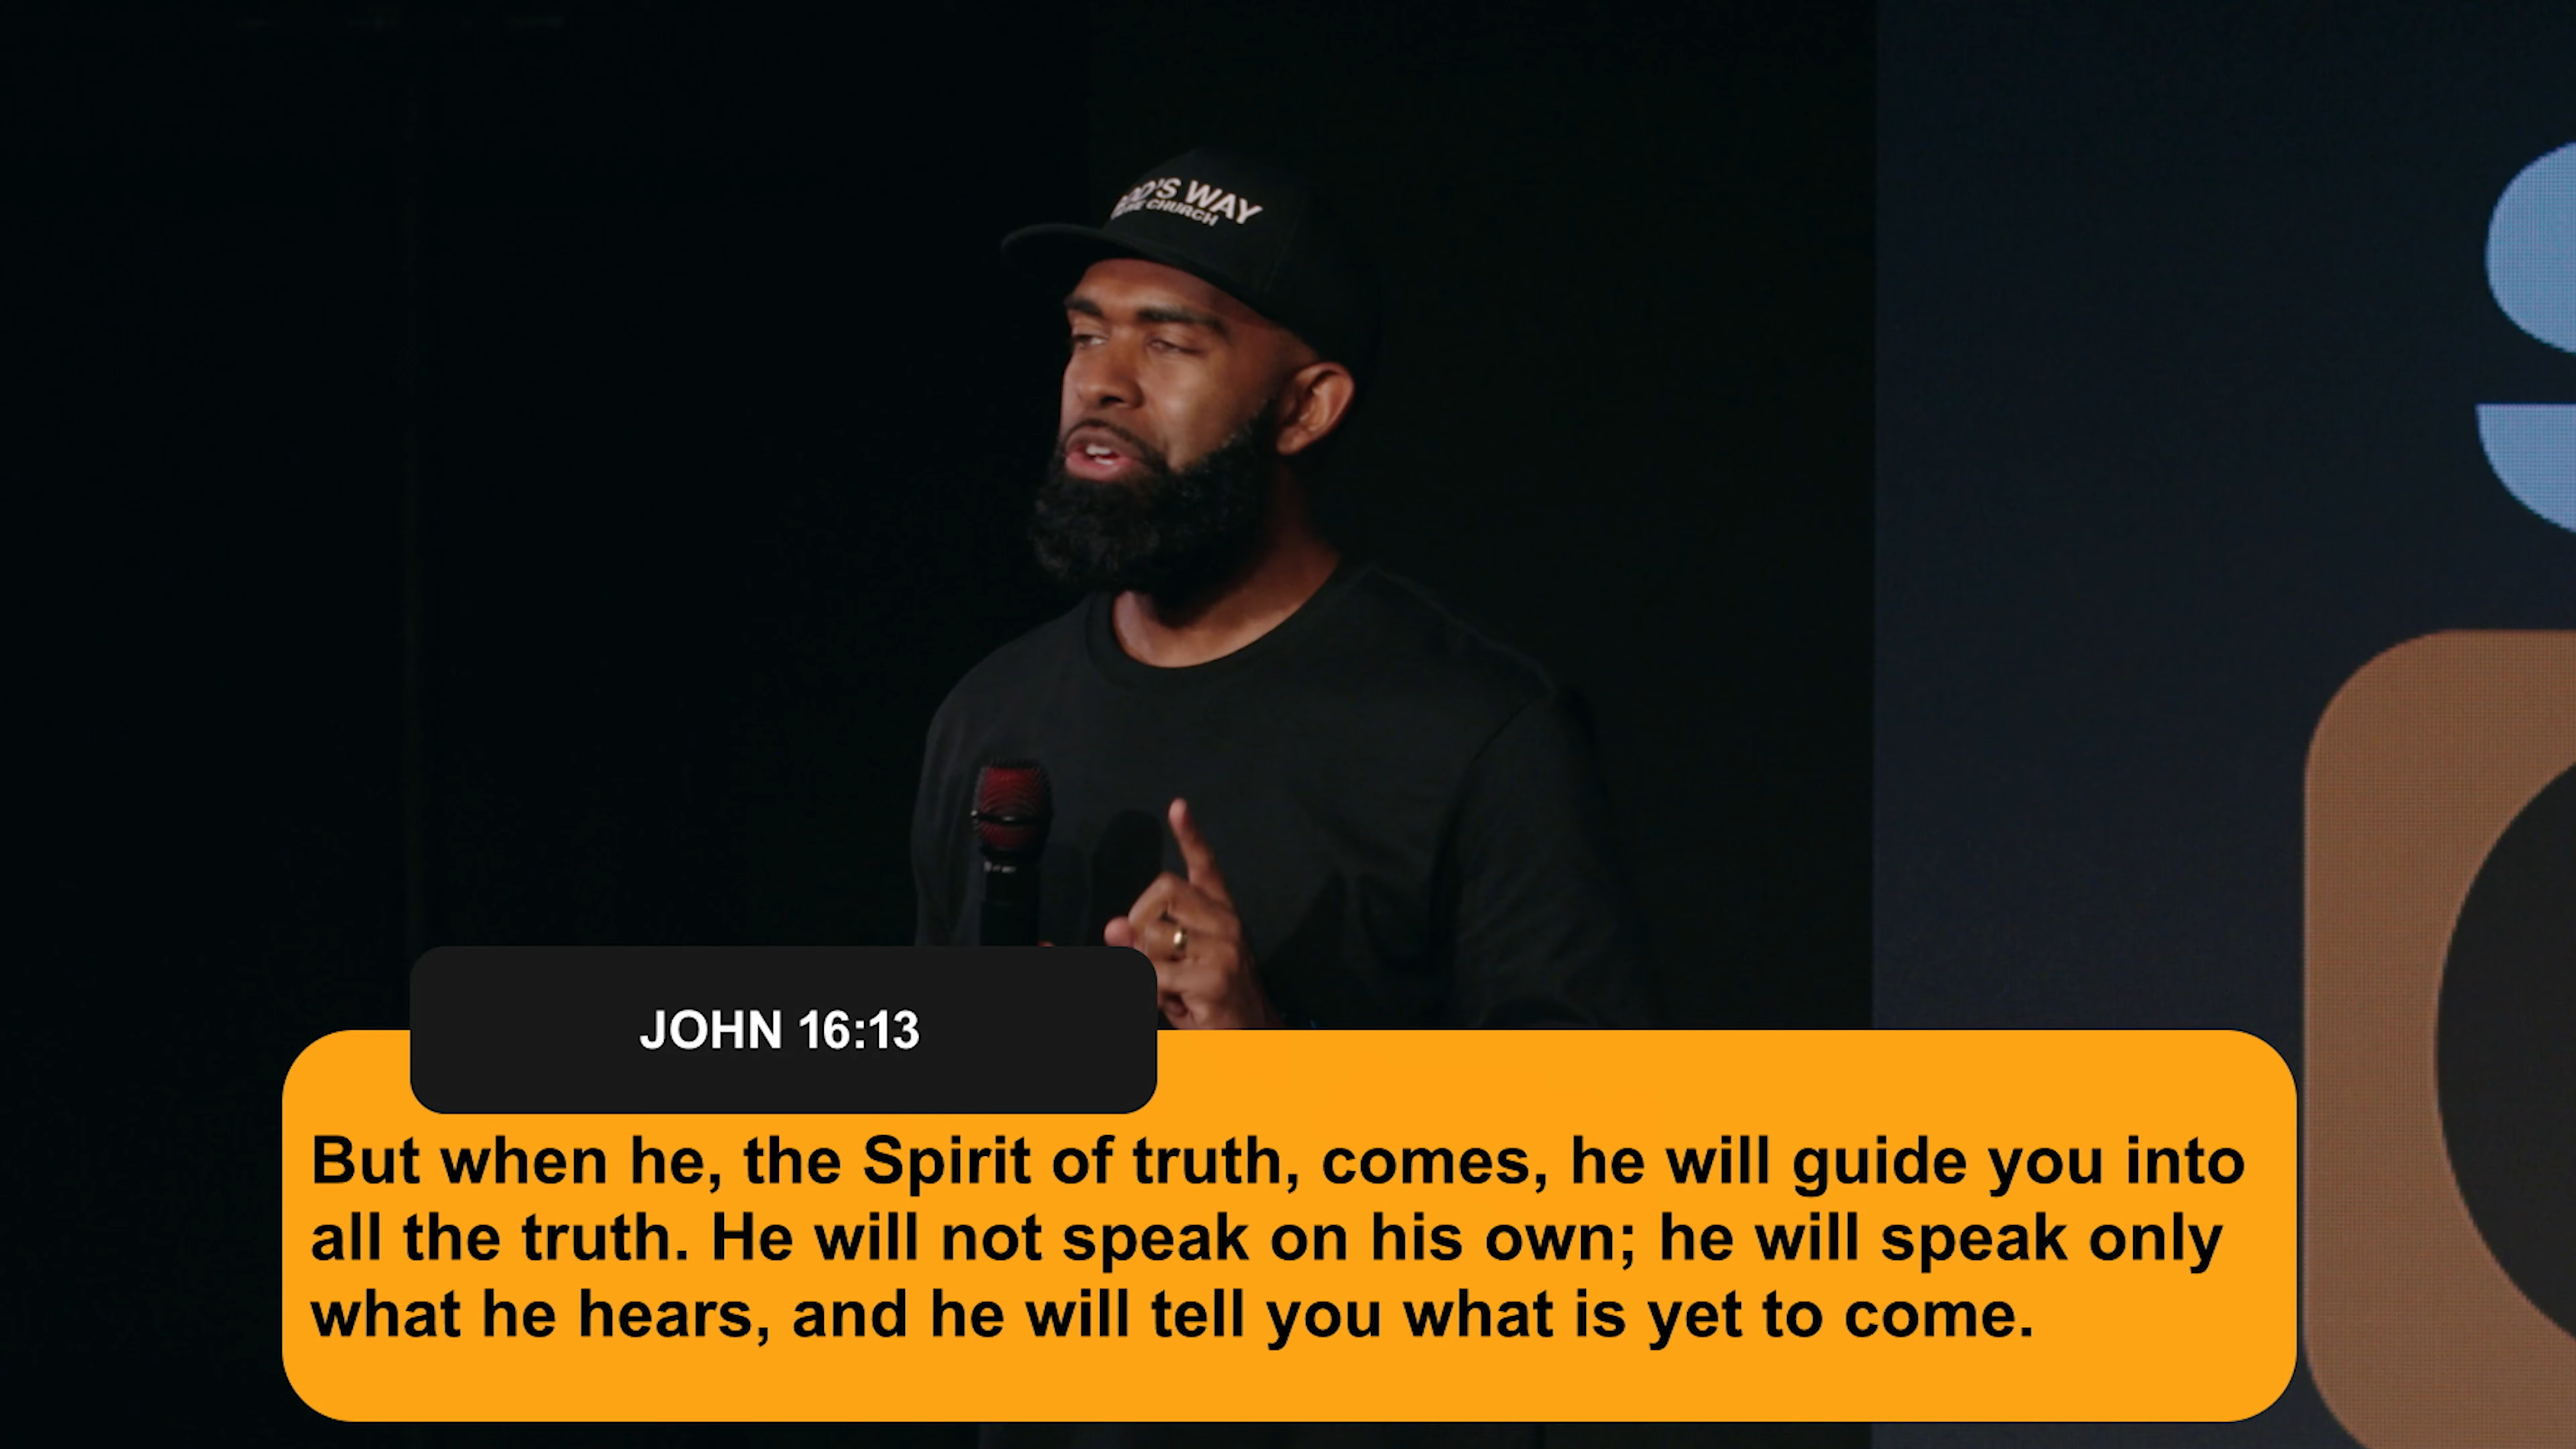 'S WAY
CHURCH
JOHN 16:13
But when he, the Spirit of truth, comes, he will guide you into
all the truth. He will not speak on his own; he will speak only
what he hears, and he will tell you what is yet to come.